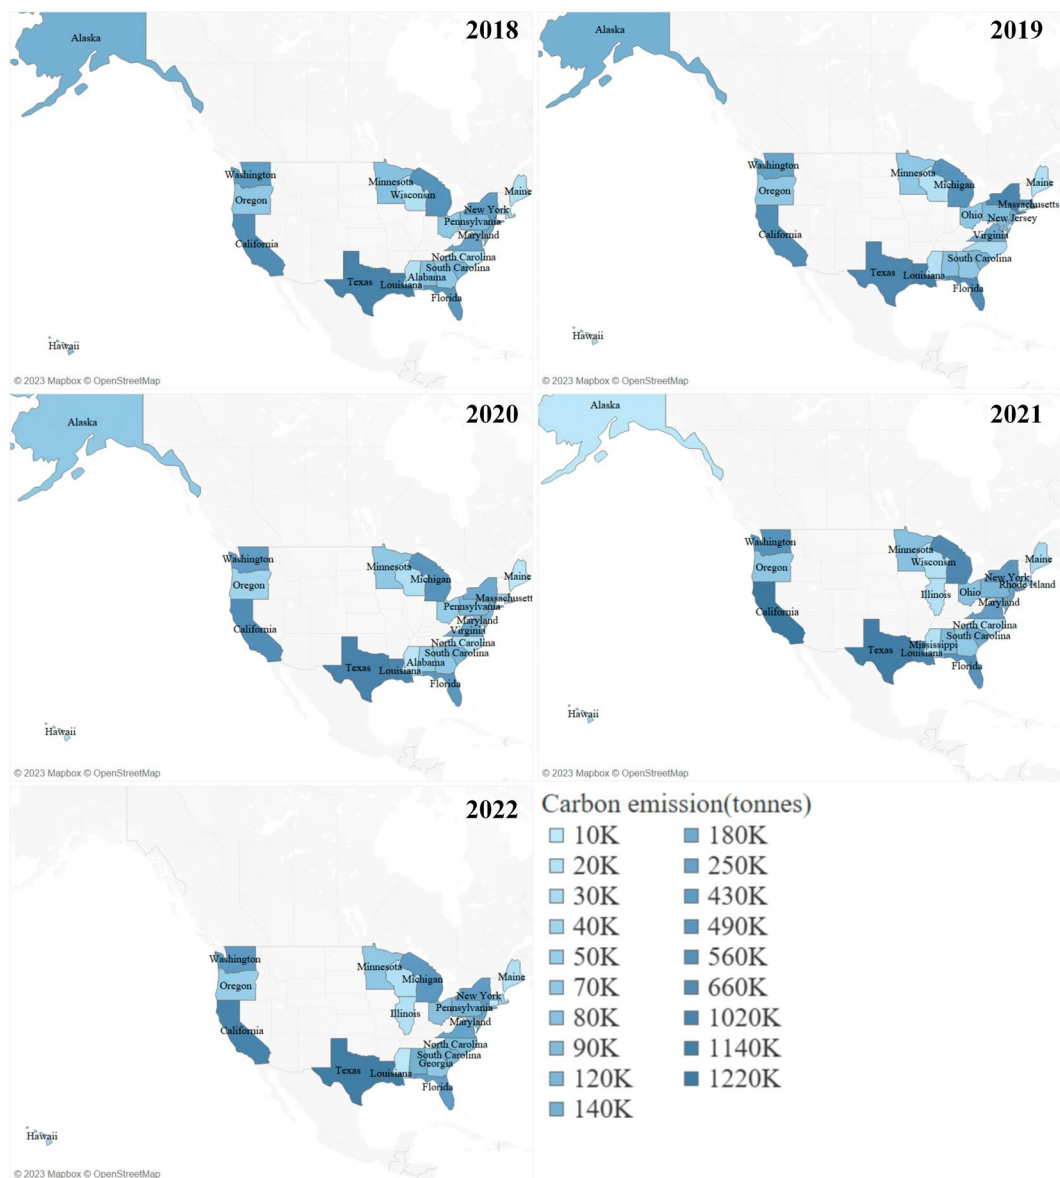 2018
Alaska
Washington
Oregon
California
Minnesota
Wisconsin
Maine
New York
Pennsylvania
Maryland
North Carolina
South Carolina
Alabama
Texas
Louisiana
Florida
Hawaii
© 2023 Mapbox © OpenStreetMap
2019
Alaska
Washington
Oregon
California
Minnesota
Michigan
Maine
Massachusetts
Ohio
New Jersey
Virginia
South Carolina
Texas
Louisiana
Florida
Hawaii
© 2023 Mapbox © OpenStreetMap
2020
Alaska
Washington
Oregon
California
Minnesota
Michigan
Maine
Massachusett
Pennsylvania
Maryland
Virginia
North Carolina
South Carolina
Alabama
Texas
Louisiana
Florida
Hawaii
© 2023 Mapbox © OpenStreetMap
2021
Alaska
Washington
Oregon
California
Minnesota
Wisconsin
Maine
New York
Rhode Island
Illinois
Ohio
Maryland
North Carolina
South Carolina
Mississippi
Texas
Louisiana
Florida
Hawaii
© 2023 Mapbox © OpenStreetMap
2022
Washington
Oregon
California
Minnesota
Michigan
Maine
New York
Illinois
Pennsylvania
Maryland
North Carolina
South Carolina
Georgia
Texas
Louisiana
Florida
Hawaii
© 2023 Mapbox © OpenStreetMap
Carbon emission(tonnes)
10K
20K
30K
40K
50K
70K
80K
90K
120K
140K
180K
250K
430K
490K
560K
660K
1020K
1140K
1220K